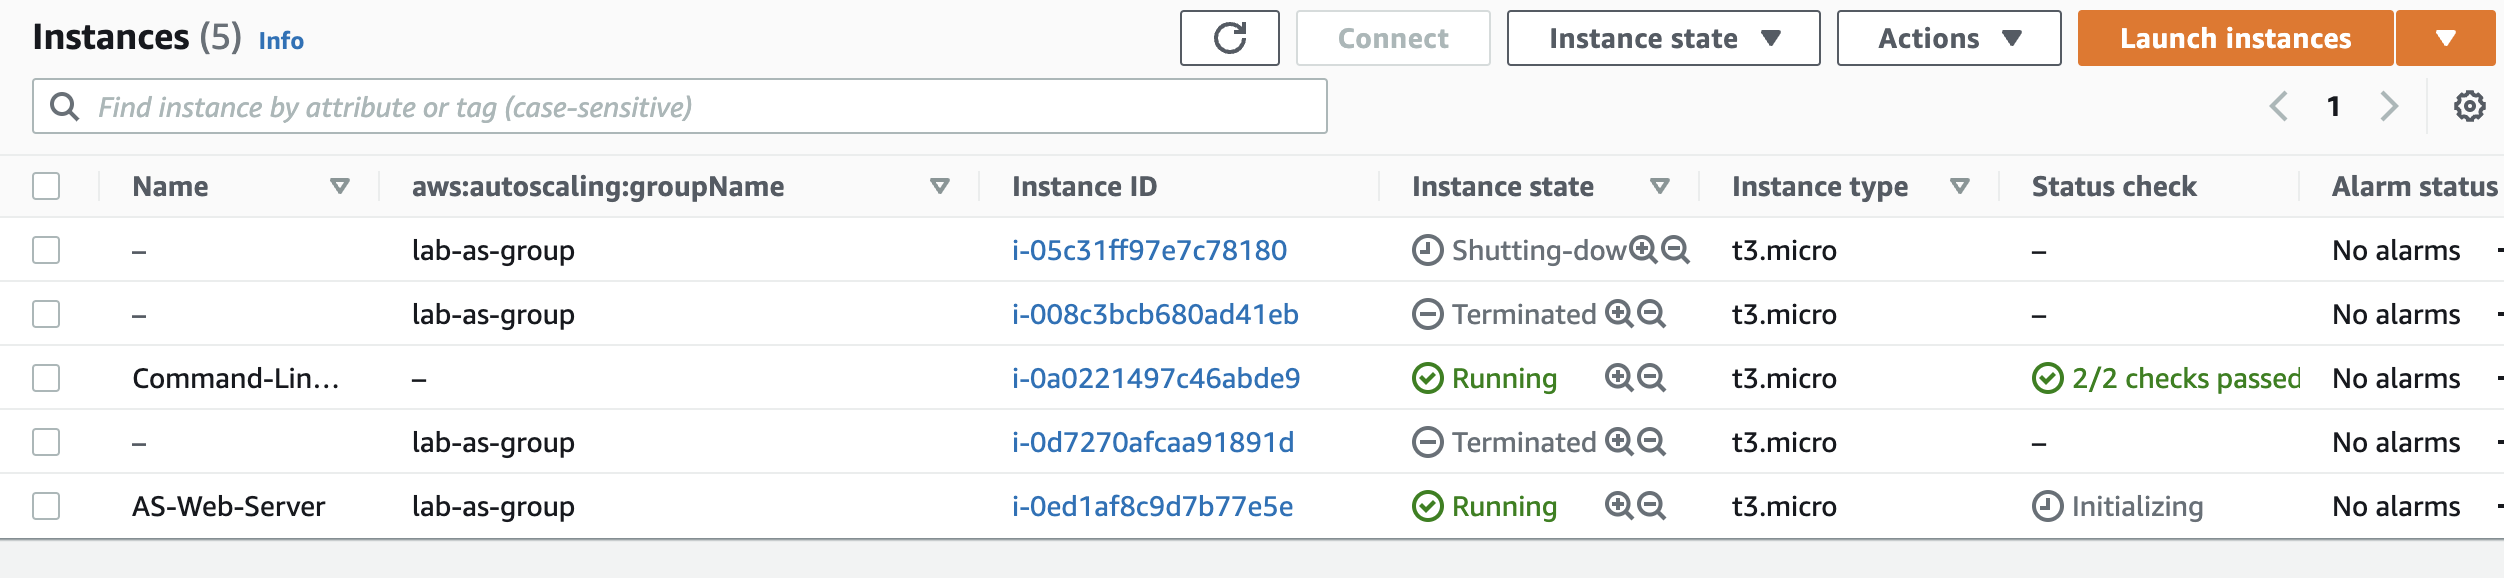 Instances (5) Info Connect Instance state Actions Launch instances
Find instance by attribute or tag (case-sensitive) 1
Name aws:autoscaling:groupName Instance ID Instance state Instance type Status check Alarm status
– lab-as-group i-05c31ff97e7c78180 Shutting-dow t3.micro – No alarms
– lab-as-group i-008c3bcb680ad41eb Terminated t3.micro – No alarms
Command-Lin... – i-0a0221497c46abde9 Running t3.micro 2/2 checks passed No alarms
– lab-as-group i-0d7270afcaa91891d Terminated t3.micro – No alarms
AS-Web-Server lab-as-group i-0ed1af8c9d7b77e5e Running t3.micro Initializing No alarms